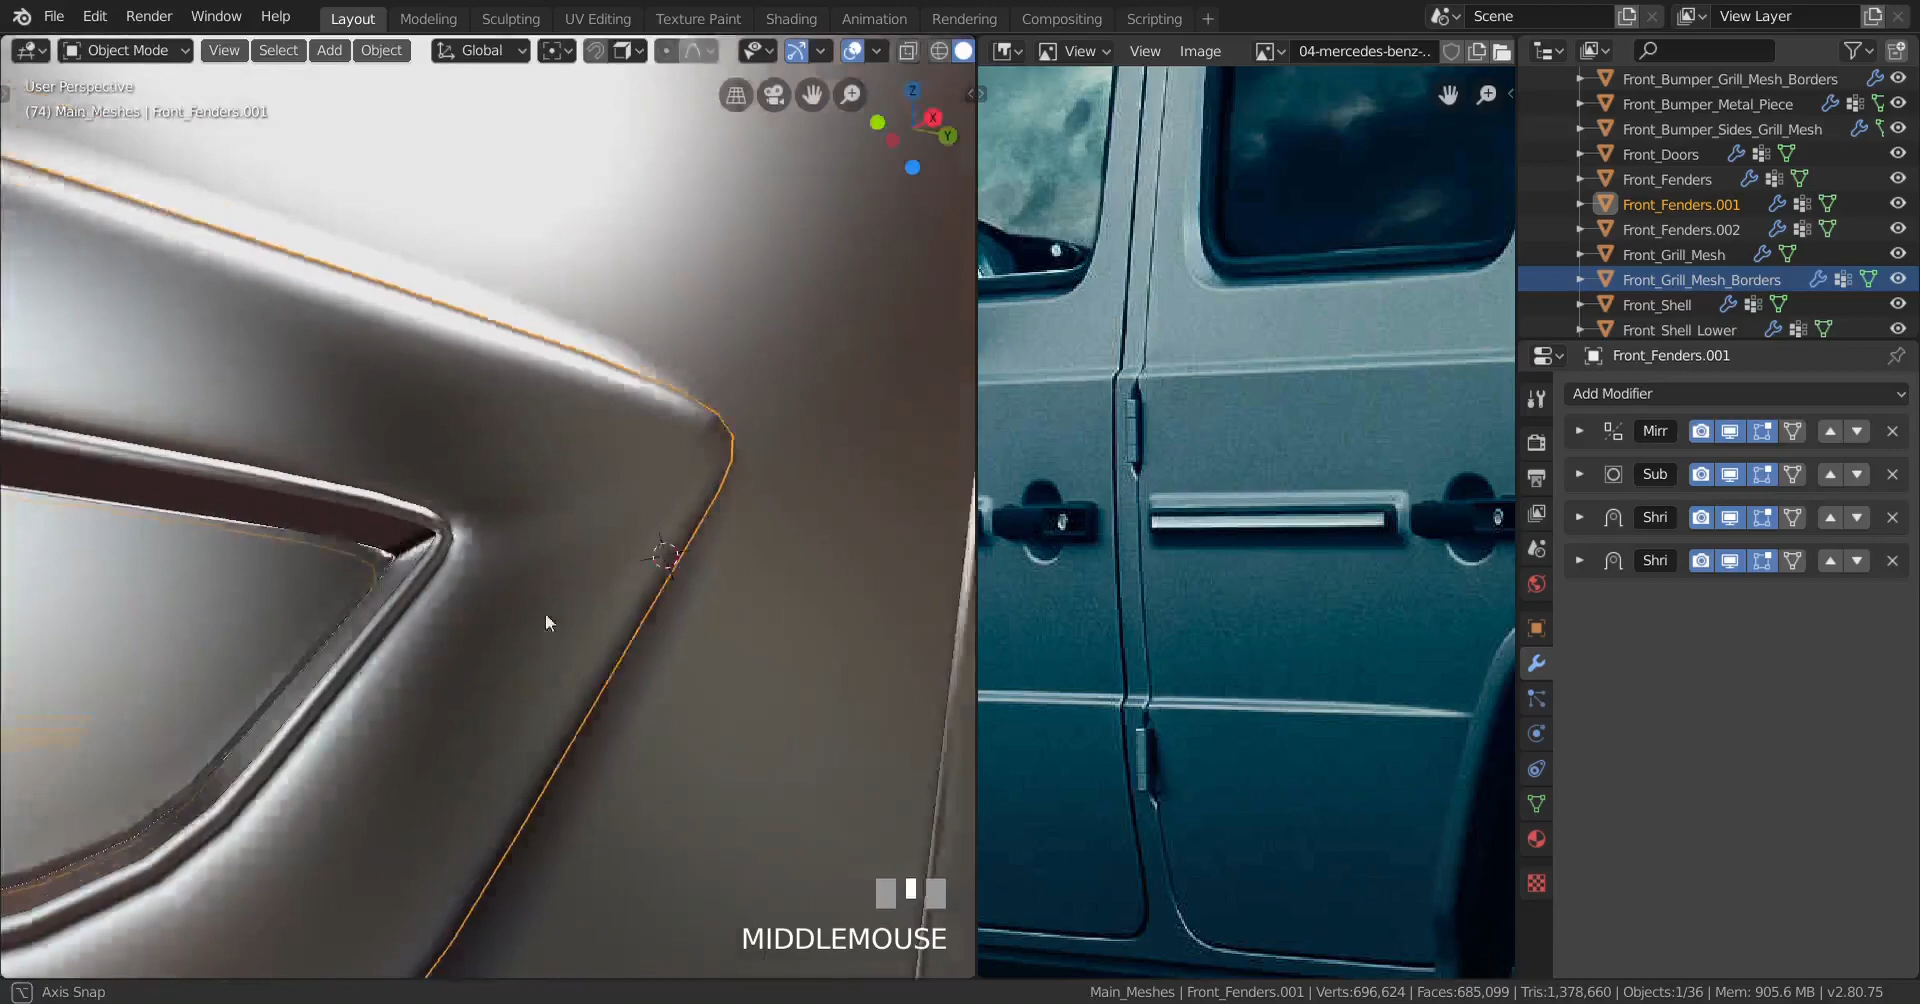 File Edit Render Window Help Layout Modeling Sculpting UV Editing Texture Paint Shading Animation Rendering Compositing Scripting + Scene View Layer
Object Mode View Select Add Object Global View View Image 04-mercedes-benz-..
User Perspective
(74) Main_Meshes | Front_Fenders.001
Z
X
Y
Front_Bumper_Grill_Mesh_Borders
Front_Bumper_Metal_Piece
Front_Bumper_Sides_Grill_Mesh
Front_Doors
Front_Fenders
Front_Fenders.001
Front_Fenders.002
Front_Grill_Mesh
Front_Grill_Mesh_Borders
Front_Shell
Front_Shell_Lower
Front_Fenders.001
Add Modifier
Mirr
Sub
Shri
Shri
MIDDLEMOUSE
Axis Snap
Main_Meshes | Front_Fenders.001 | Verts:696,624 | Faces:685,099 | Tris:1,378,660 | Objects:1/36 | Mem: 905.6 MB | v2.80.75